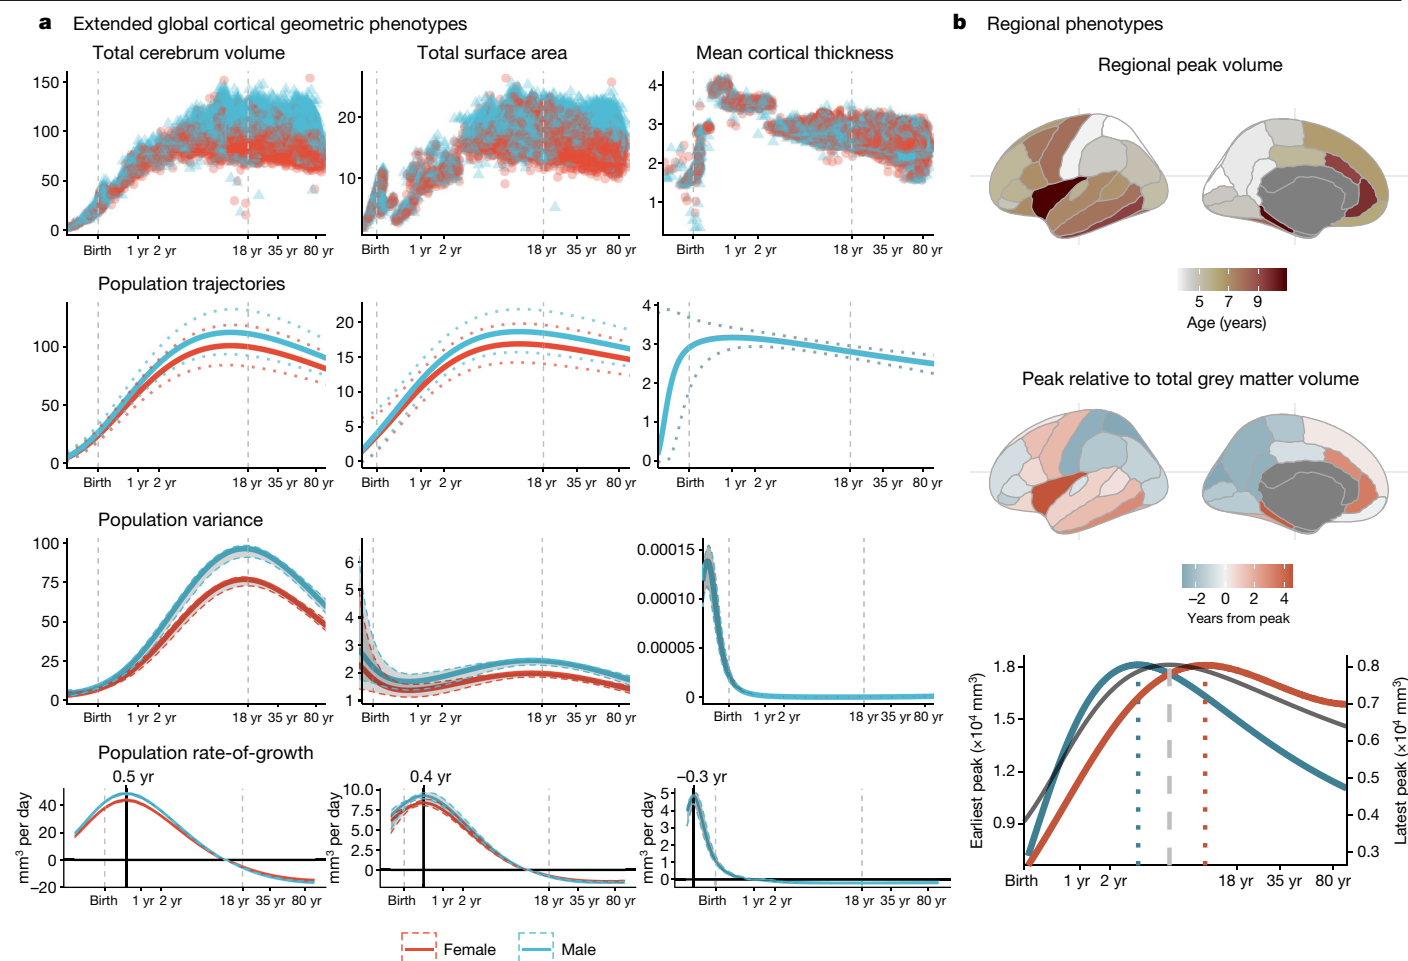 a Extended global cortical geometric phenotypes
Total cerebrum volume
Total surface area
Mean cortical thickness
150
100
50
0
Birth 1 yr 2 yr 18 yr 35 yr 80 yr
20
10
Birth 1 yr 2 yr 18 yr 35 yr 80 yr
4
3
2
1
Birth 1 yr 2 yr 18 yr 35 yr 80 yr
Population trajectories
100
50
0
Birth 1 yr 2 yr 18 yr 35 yr 80 yr
20
15
10
5
0
Birth 1 yr 2 yr 18 yr 35 yr 80 yr
4
3
2
1
0
Birth 1 yr 2 yr 18 yr 35 yr 80 yr
Population variance
100
75
50
25
0
Birth 1 yr 2 yr 18 yr 35 yr 80 yr
6
5
4
3
2
1
Birth 1 yr 2 yr 18 yr 35 yr 80 yr
0.00015
0.00010
0.00005
0
Birth 1 yr 2 yr 18 yr 35 yr 80 yr
Population rate-of-growth
0.5 yr
mm³ per day
40
20
0
−20
Birth 1 yr 2 yr 18 yr 35 yr 80 yr
0.4 yr
mm³ per day
10.0
7.5
5.0
2.5
0
Birth 1 yr 2 yr 18 yr 35 yr 80 yr
−0.3 yr
mm³ per day
5
4
3
2
1
0
Birth 1 yr 2 yr 18 yr 35 yr 80 yr
Female Male
b Regional phenotypes
Regional peak volume
5 7 9
Age (years)
Peak relative to total grey matter volume
−2 0 2 4
Years from peak
Earliest peak (×10⁴ mm³)
1.8
1.5
1.2
0.9
Birth 1 yr 2 yr 18 yr 35 yr 80 yr
0.8
0.7
0.6
0.5
0.4
0.3
Latest peak (×10⁴ mm³)